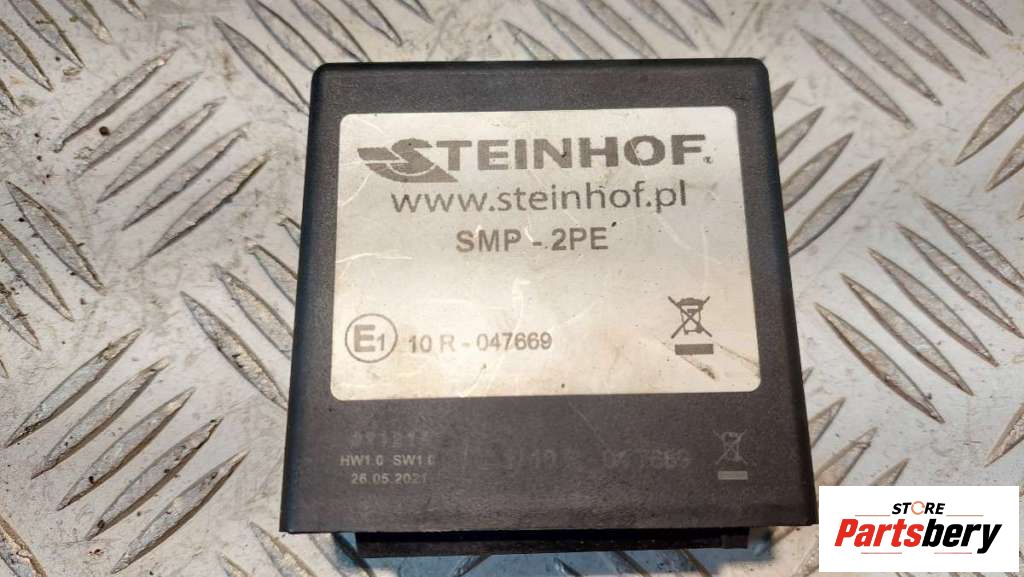 STEINHOF
www.steinhof.pl
SMP - 2PE
E1 10 R - 047669
HW1.0 SW1.0
26.05.2021
STORE
Partsbery